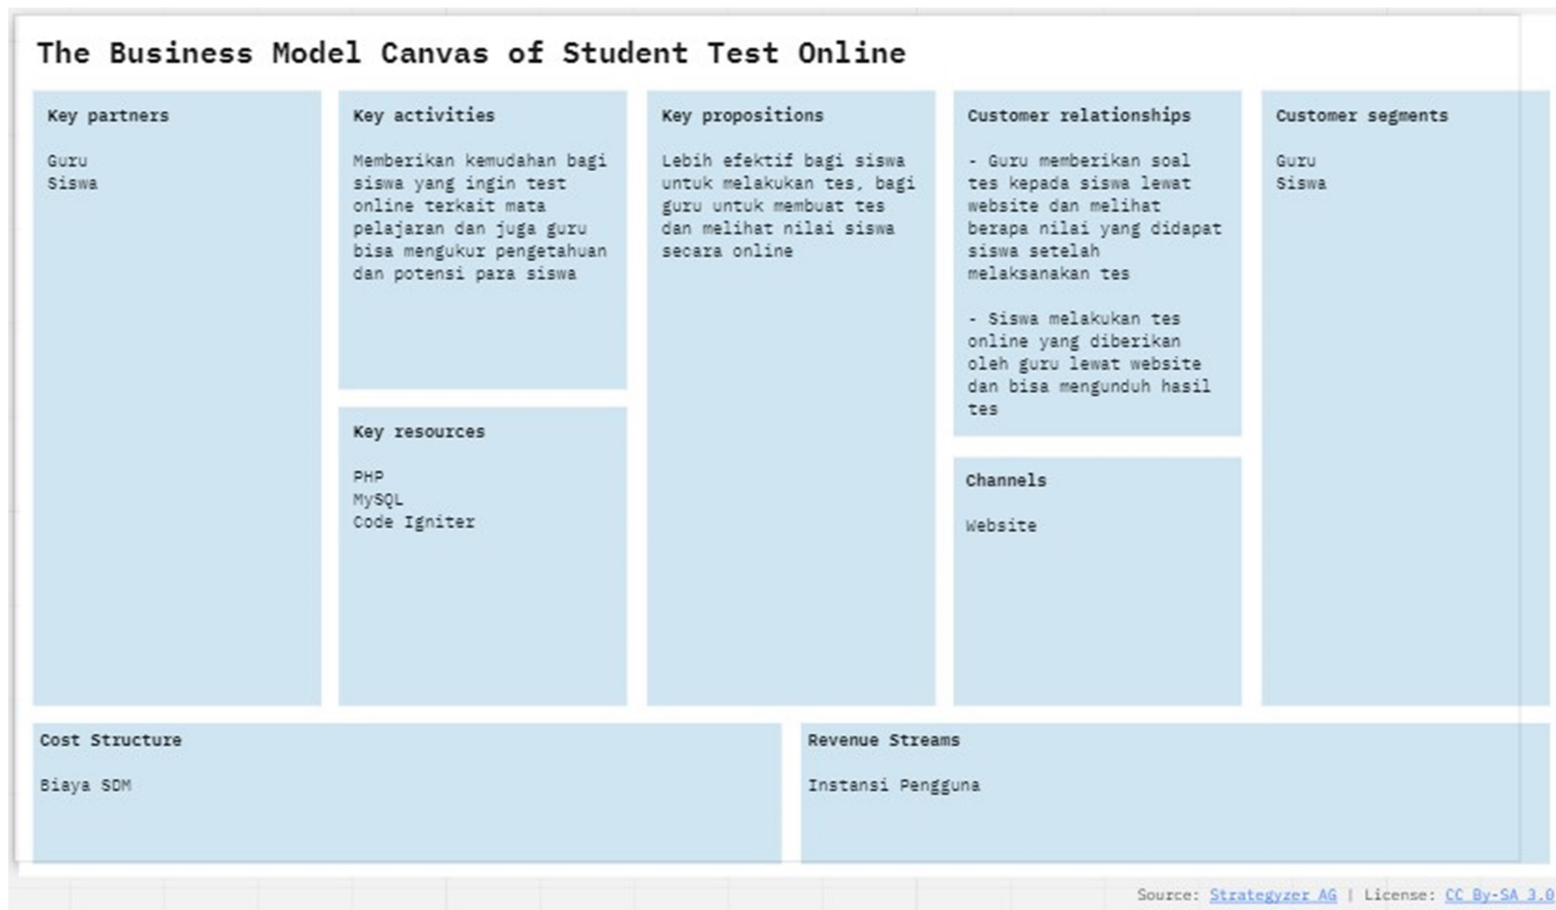 The Business Model Canvas of Student Test Online
Key partners
Guru
Siswa
Key activities
Memberikan kemudahan bagi
siswa yang ingin test
online terkait mata
pelajaran dan juga guru
bisa mengukur pengetahuan
dan potensi para siswa
Key resources
PHP
MySQL
Code Igniter
Key propositions
Lebih efektif bagi siswa
untuk melakukan tes, bagi
guru untuk membuat tes
dan melihat nilai siswa
secara online
Customer relationships
- Guru memberikan soal
tes kepada siswa lewat
website dan melihat
berapa nilai yang didapat
siswa setelah
melaksanakan tes
- Siswa melakukan tes
online yang diberikan
oleh guru lewat website
dan bisa mengunduh hasil
tes
Channels
Website
Customer segments
Guru
Siswa
Cost Structure
Biaya SDM
Revenue Streams
Instansi Pengguna
Source: Strategyzer AG | License: CC By-SA 3.0